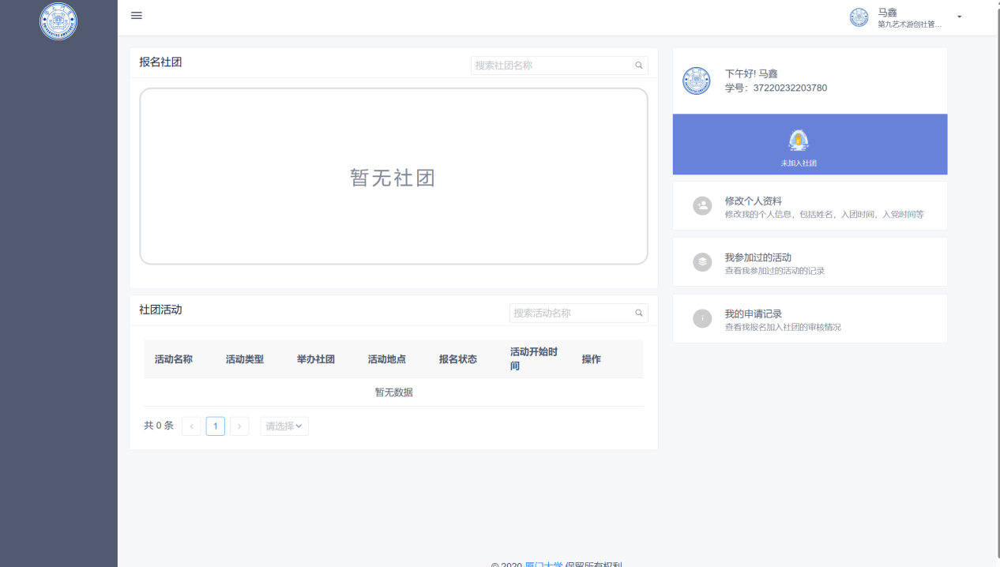 马鑫
第九艺术游创社管...
报名社团
搜索社团名称
暂无社团
下午好! 马鑫
学号：37220232203780
未加入社团
修改个人资料
修改我的个人信息，包括姓名，入团时间，入党时间等
我参加过的活动
查看我参加过的活动的记录
我的申请记录
查看我报名加入社团的审核情况
社团活动
搜索活动名称
活动名称 活动类型 举办社团 活动地点 报名状态 活动开始时间 操作
暂无数据
共 0 条 1 请选择
© 2020 厦门大学 保留所有权利